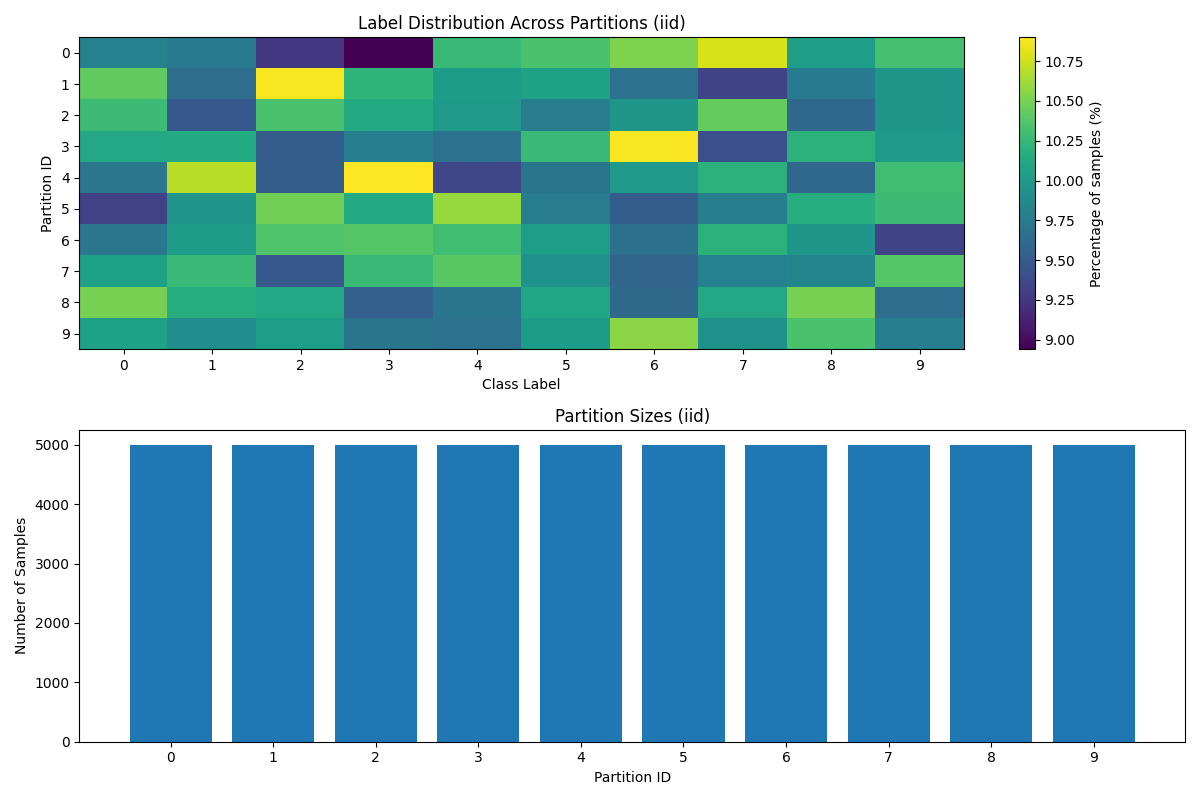 Label Distribution Across Partitions (iid)
Partition ID
0
1
2
3
4
5
6
7
8
9
0 1 2 3 4 5 6 7 8 9
Class Label
10.75
10.50
10.25
10.00
9.75
9.50
9.25
9.00
Percentage of samples (%)
Partition Sizes (iid)
Number of Samples
5000
4000
3000
2000
1000
0
0 1 2 3 4 5 6 7 8 9
Partition ID